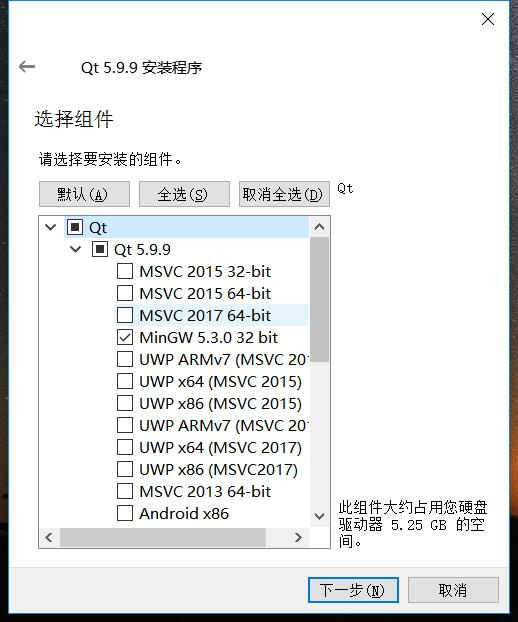 Qt 5.9.9 安装程序
选择组件
请选择要安装的组件。
默认(A)
全选(S)
取消全选(D)
Qt
Qt
Qt 5.9.9
MSVC 2015 32-bit
MSVC 2015 64-bit
MSVC 2017 64-bit
MinGW 5.3.0 32 bit
UWP ARMv7 (MSVC 201
UWP x64 (MSVC 2015)
UWP x86 (MSVC 2015)
UWP ARMv7 (MSVC 201
UWP x64 (MSVC 2017)
UWP x86 (MSVC2017)
MSVC 2013 64-bit
Android x86
此组件大约占用您硬盘
驱动器 5.25 GB 的空
间。
下一步(N)
取消